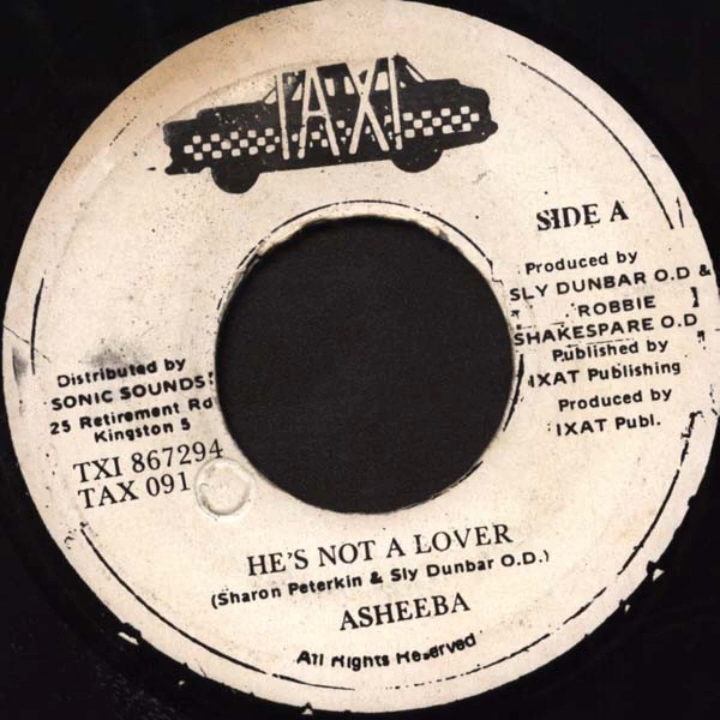 TAXI
SIDE A
Produced by
SLY DUNBAR O.D &
ROBBIE
SHAKESPARE O.D
Published by
IXAT Publishing
Produced by
IXAT Publ.
Distributed by
SONIC SOUNDS
25 Retirement Rd
Kingston 5
TXI 867294
TAX 091
HE'S NOT A LOVER
(Sharon Peterkin & Sly Dunbar O.D.)
ASHEEBA
All Rights Reserved